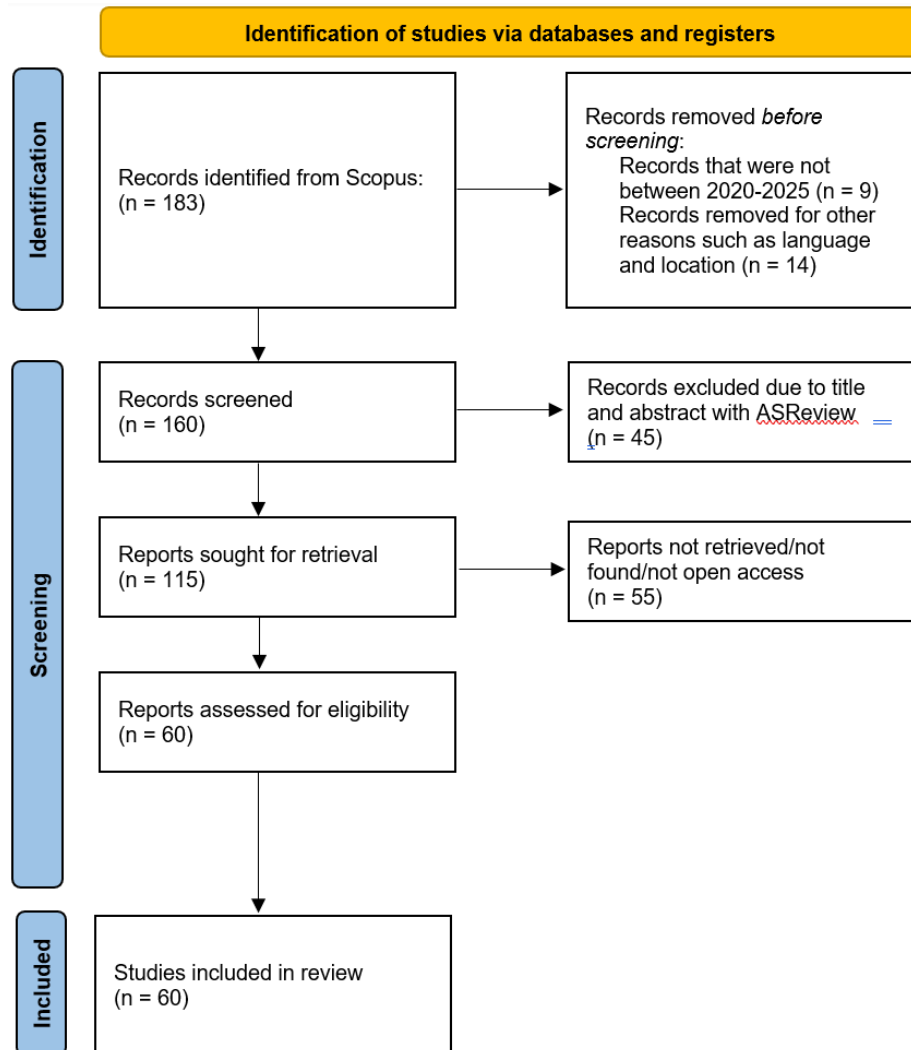 Identification of studies via databases and registers
Identification
Records identified from Scopus:
(n = 183)
Records removed before
screening:
Records that were not
between 2020-2025 (n = 9)
Records removed for other
reasons such as language
and location (n = 14)
Screening
Records screened
(n = 160)
Records excluded due to title
and abstract with ASReview
(n = 45)
Reports sought for retrieval
(n = 115)
Reports not retrieved/not
found/not open access
(n = 55)
Reports assessed for eligibility
(n = 60)
Included
Studies included in review
(n = 60)